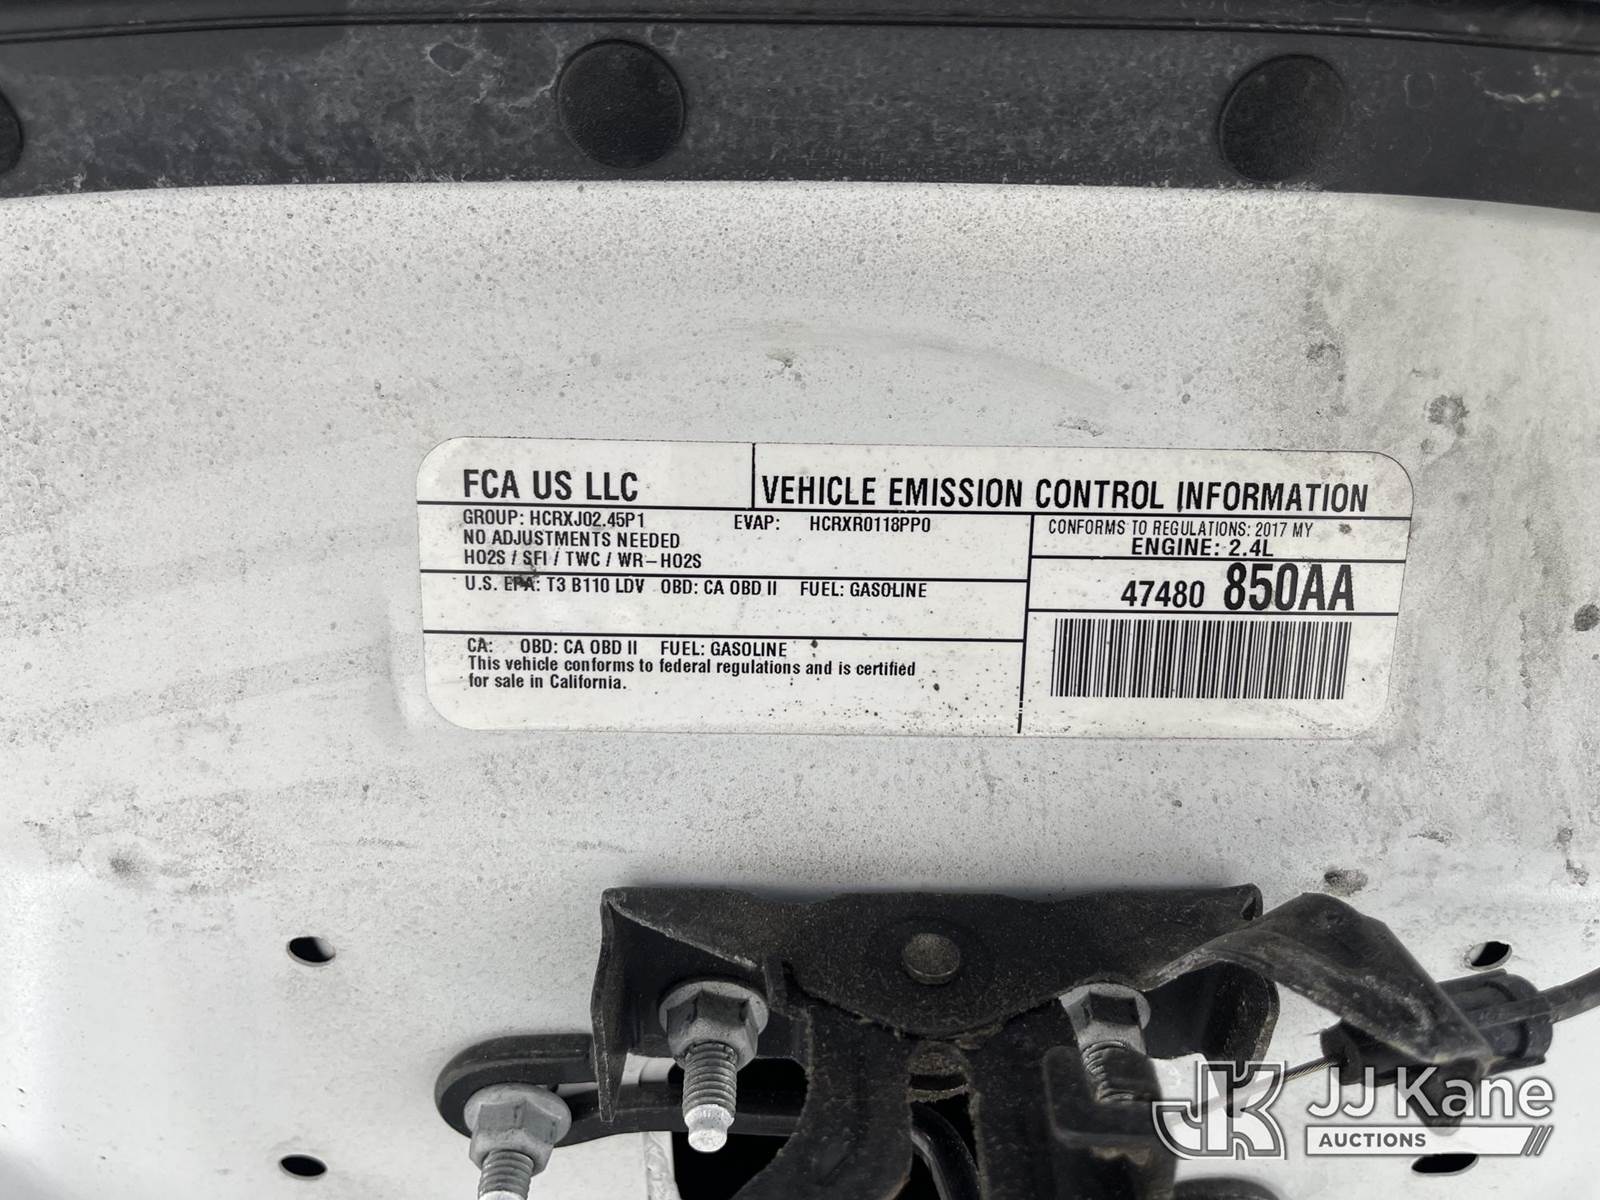 FCA US LLC
VEHICLE EMISSION CONTROL INFORMATION
GROUP: HCRXJ02.45P1 EVAP: HCRXR0118PP0
NO ADJUSTMENTS NEEDED
HO2S / SFI / TWC / WR-HO2S
U.S. EPA: T3 B110 LDV OBD: CA OBD II FUEL: GASOLINE
CA: OBD: CA OBD II FUEL: GASOLINE
This vehicle conforms to federal regulations and is certified
for sale in California.
CONFORMS TO REGULATIONS: 2017 MY
ENGINE: 2.4L
47480 850AA
JK JJ Kane
AUCTIONS